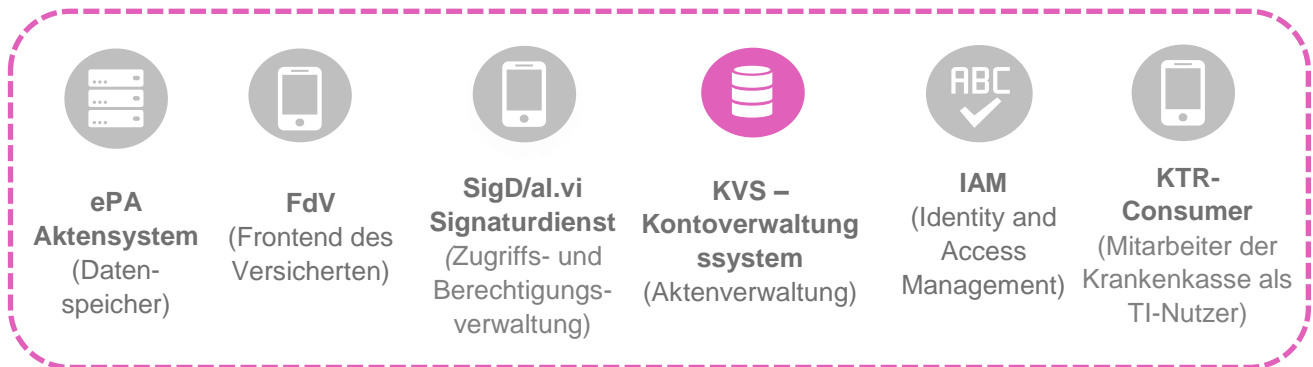 ABC
ePA
Aktensystem
(Daten-
speicher)
FdV
(Frontend des
Versicherten)
SigD/al.vi
Signaturdienst
(Zugriffs- und
Berechtigungs-
verwaltung)
KVS –
Kontoverwaltung
ssystem
(Aktenverwaltung)
IAM
(Identity and
Access
Management)
KTR-
Consumer
(Mitarbeiter der
Krankenkasse als
TI-Nutzer)